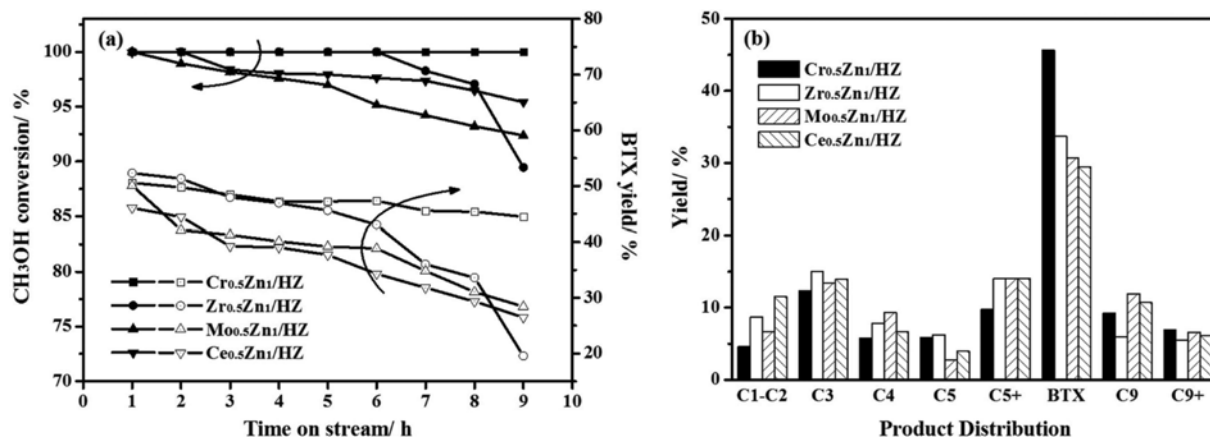 (a)
100
95
90
85
80
75
70
CH3OH conversion/ %
80
70
60
50
40
30
20
BTX yield/ %
Cr0.5Zn1/HZ
Zr0.5Zn1/HZ
Mo0.5Zn1/HZ
Ce0.5Zn1/HZ
0 1 2 3 4 5 6 7 8 9 10
Time on stream/ h
(b)
50
40
30
20
10
0
Yield/ %
Cr0.5Zn1/HZ
Zr0.5Zn1/HZ
Mo0.5Zn1/HZ
Ce0.5Zn1/HZ
C1-C2 C3 C4 C5 C5+ BTX C9 C9+
Product Distribution